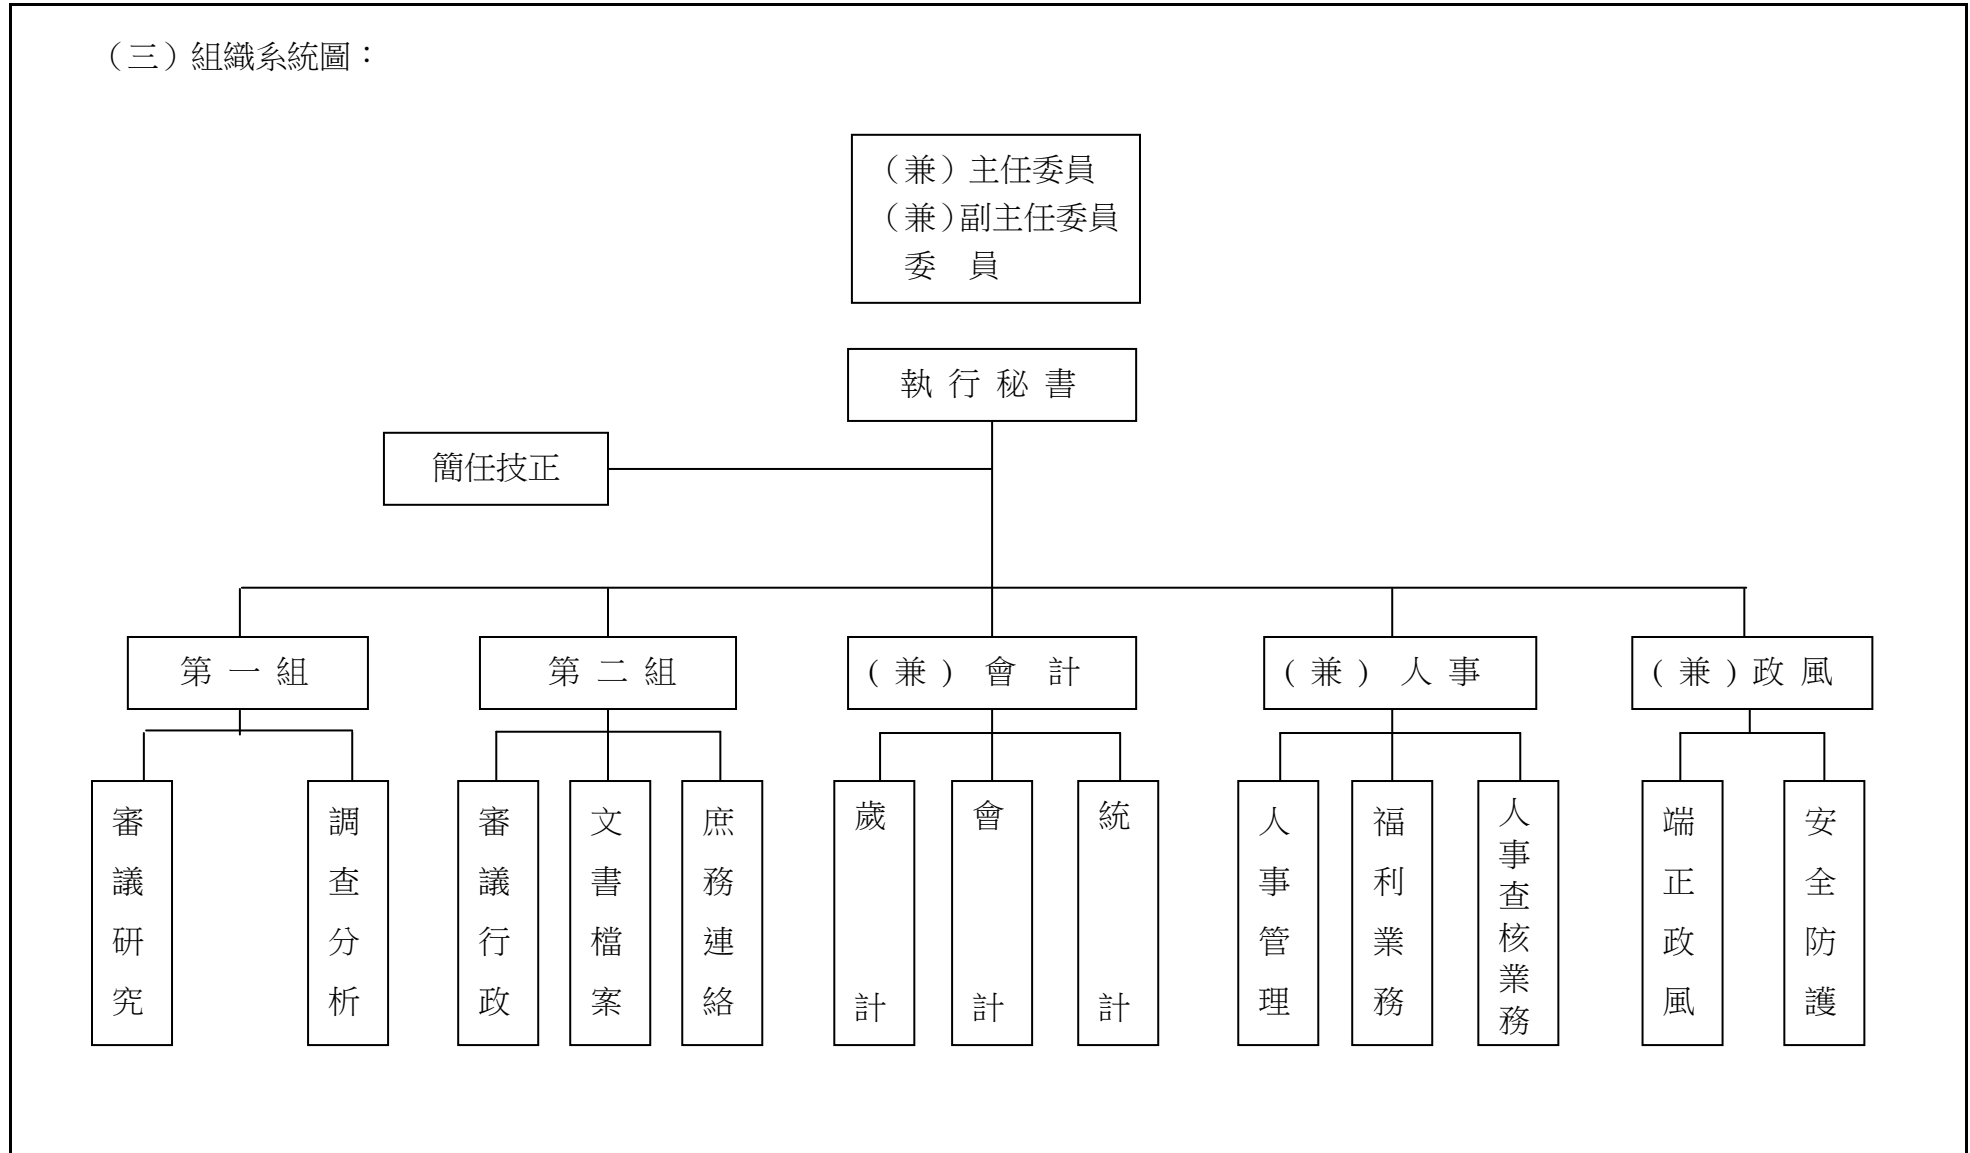 （三）組織系統圖：
（兼）主任委員
（兼）副主任委員
委　員
執 行 秘 書
簡任技正
第 一 組
第 二 組
( 兼 ) 會　計
( 兼 ) 人 事
( 兼 ) 政 風
審議研究
調查分析
審議行政
文書檔案
庶務連絡
歲計
會計
統計
人事管理
福利業務
人事查核業務
端正政風
安全防護